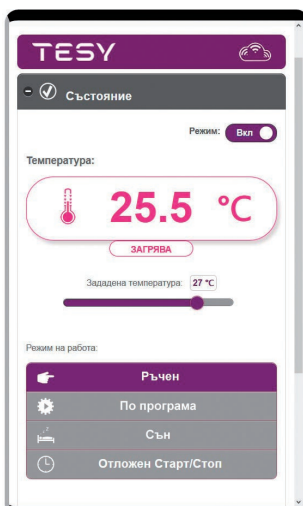 TESY
Състояние
Режим: Вкл
Температура:
25.5 °C
ЗАГРЯВА
Зададена температура: 27 °C
Режим на работа:
Ръчен
По програма
Сън
Отложен Старт/Стоп